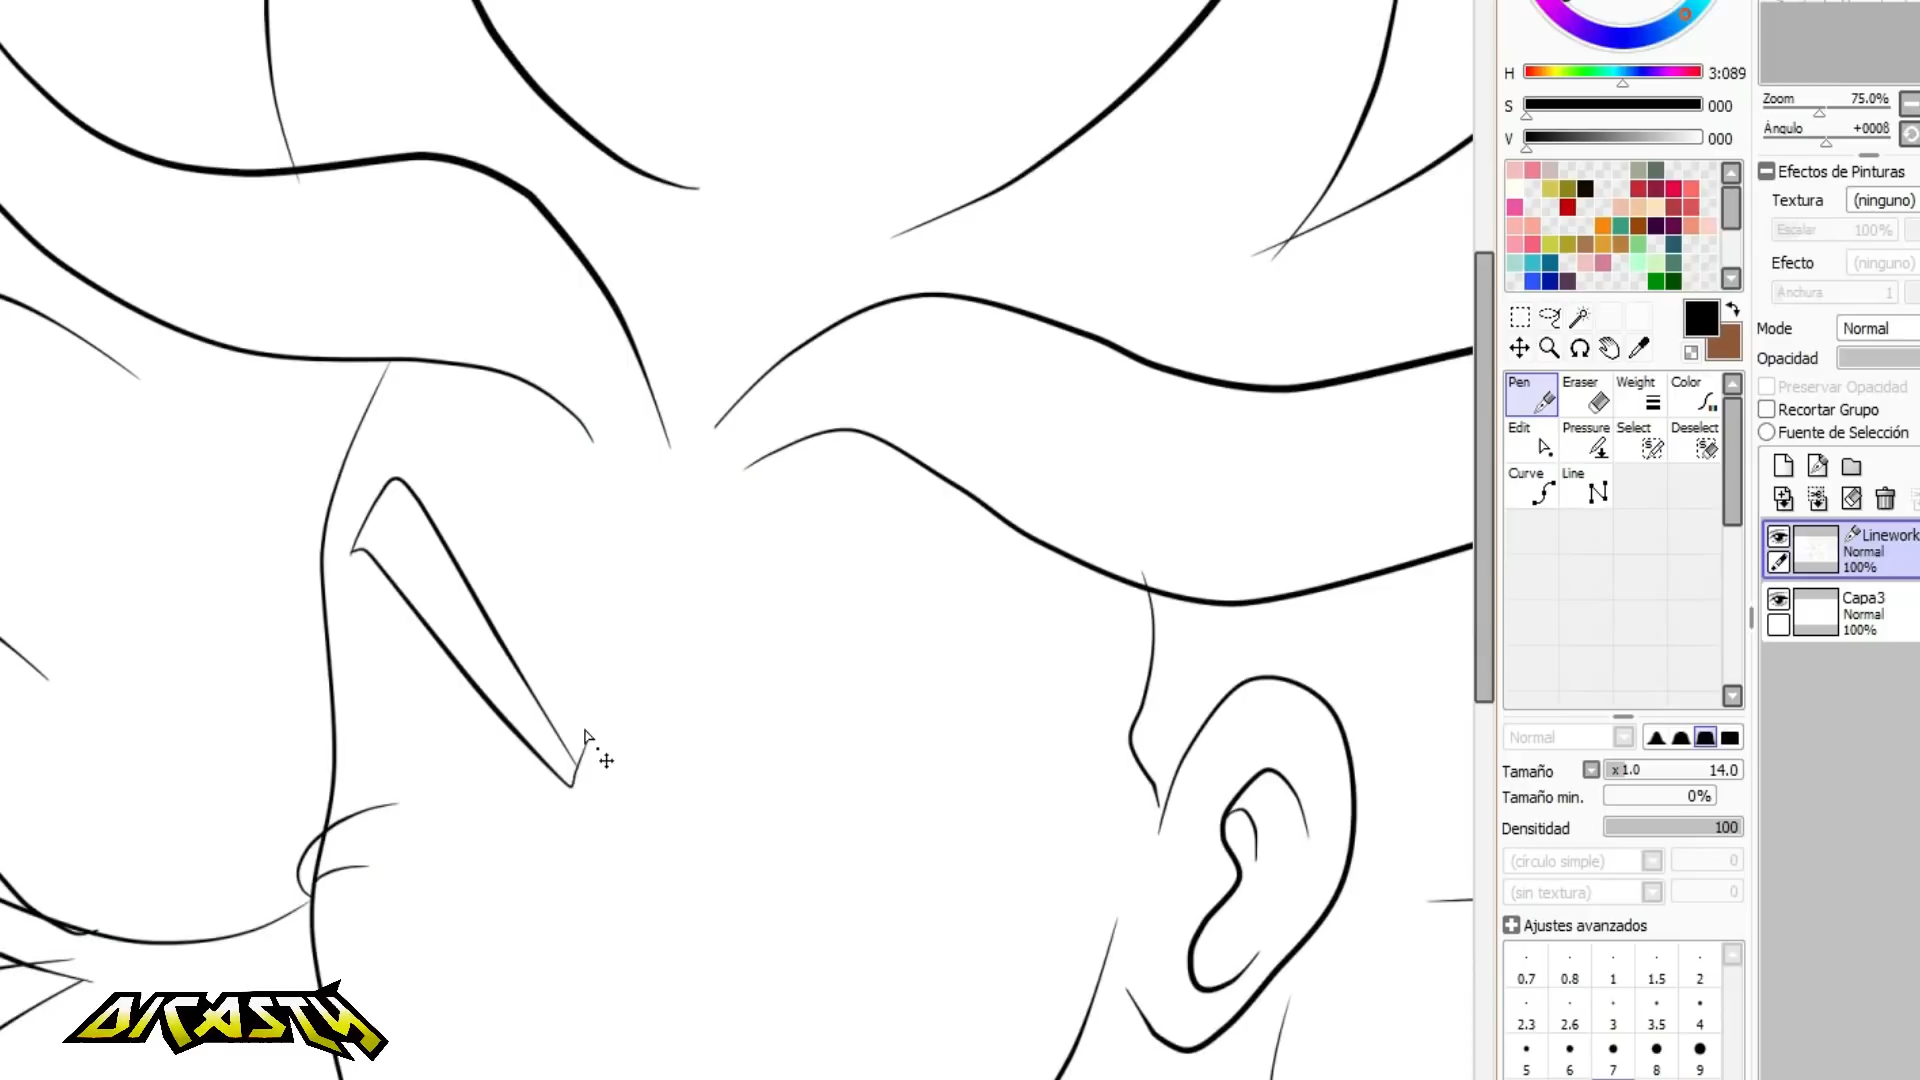 H 3:089
S 000
V 000
Zoom 75.0%
Ángulo +0008
Efectos de Pinturas
Textura (ninguno)
Escalar 100%
Efecto (ninguno)
Anchura 1
Mode Normal
Opacidad
Preservar Opacidad
Recortar Grupo
Fuente de Selección
Pen Eraser Weight Color
Edit Pressure Select Deselect
Curve Line
Linework
Normal
100%
Capa3
Normal
100%
Normal
Tamaño x1.0 14.0
Tamaño min. 0%
Densitidad 100
(círculo simple) 0
(sin textura) 0
Ajustes avanzados
0.7 0.8 1 1.5 2
2.3 2.6 3 3.5 4
5 6 7 8 9
DICASTY